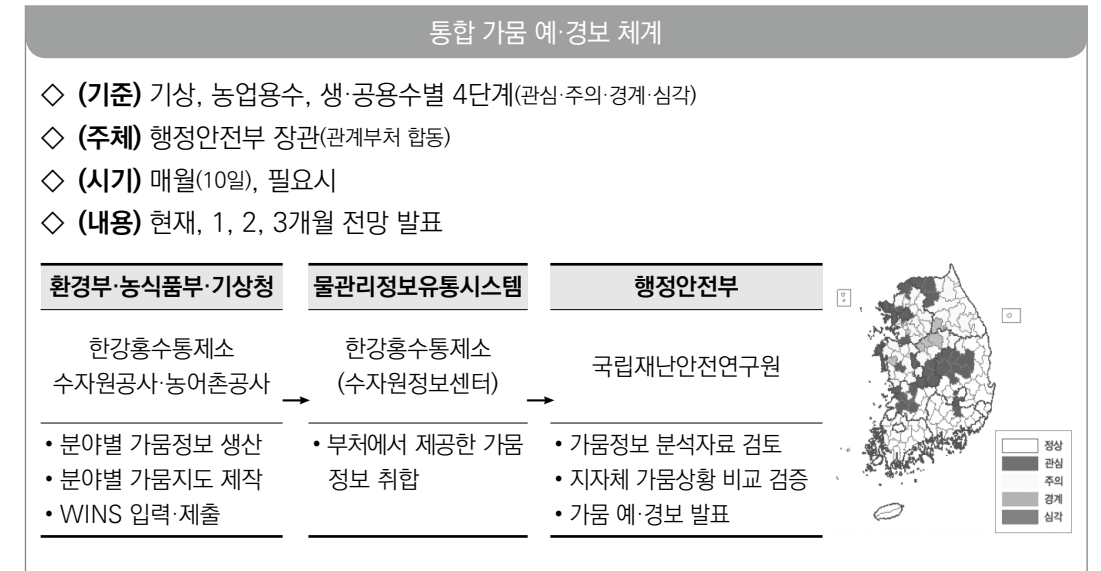 통합 가뭄 예·경보 체계
◇ (기준) 기상, 농업용수, 생·공용수별 4단계(관심·주의·경계·심각)
◇ (주체) 행정안전부 장관(관계부처 합동)
◇ (시기) 매월(10일), 필요시
◇ (내용) 현재, 1, 2, 3개월 전망 발표
환경부·농식품부·기상청
한강홍수통제소
수자원공사·농어촌공사
• 분야별 가뭄정보 생산
• 분야별 가뭄지도 제작
• WINS 입력·제출
→
물관리정보유통시스템
한강홍수통제소
(수자원정보센터)
• 부처에서 제공한 가뭄
정보 취합
→
행정안전부
국립재난안전연구원
• 가뭄정보 분석자료 검토
• 지자체 가뭄상황 비교 검증
• 가뭄 예·경보 발표
정상
관심
주의
경계
심각